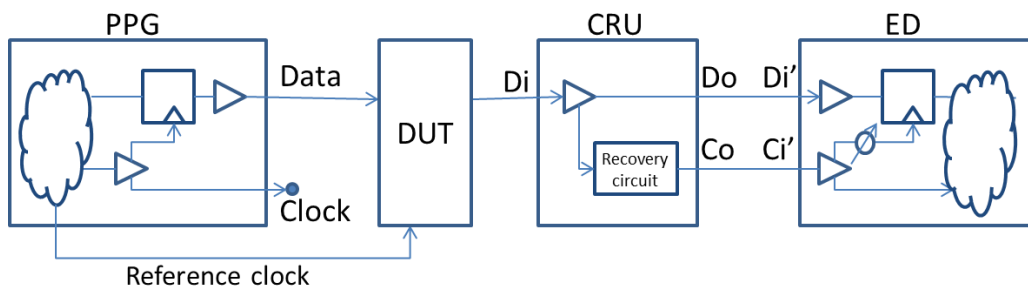 PPG
CRU
ED
Data
Di
Do
Di’
DUT
Recovery
circuit
Co
Ci’
Clock
Reference clock